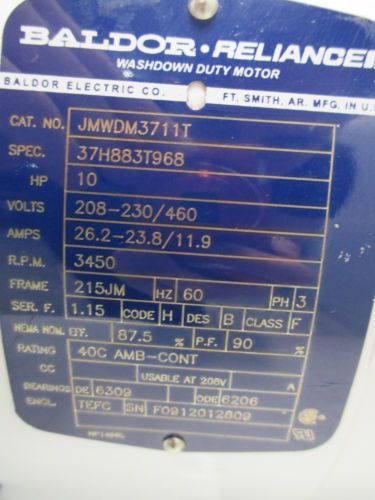 BALDOR • RELIANCE
WASHDOWN DUTY MOTOR
BALDOR ELECTRIC CO. FT. SMITH, AR. MFG. IN U.S
CAT. NO. JMWDM3711T
SPEC. 37H883T968
HP 10
VOLTS 208-230/460
AMPS 26.2-23.8/11.9
R.P.M. 3450
FRAME 215JM HZ 60 PH 3
SER. F. 1.15 CODE H DES B CLASS F
NEMA NOM. EFF. 87.5 % P.F. 90 %
RATING 40C AMB-CONT
CC USABLE AT 208V A
BEARINGS DE 6309 ODE 6206
ENCL. TEFC SN F0912012809